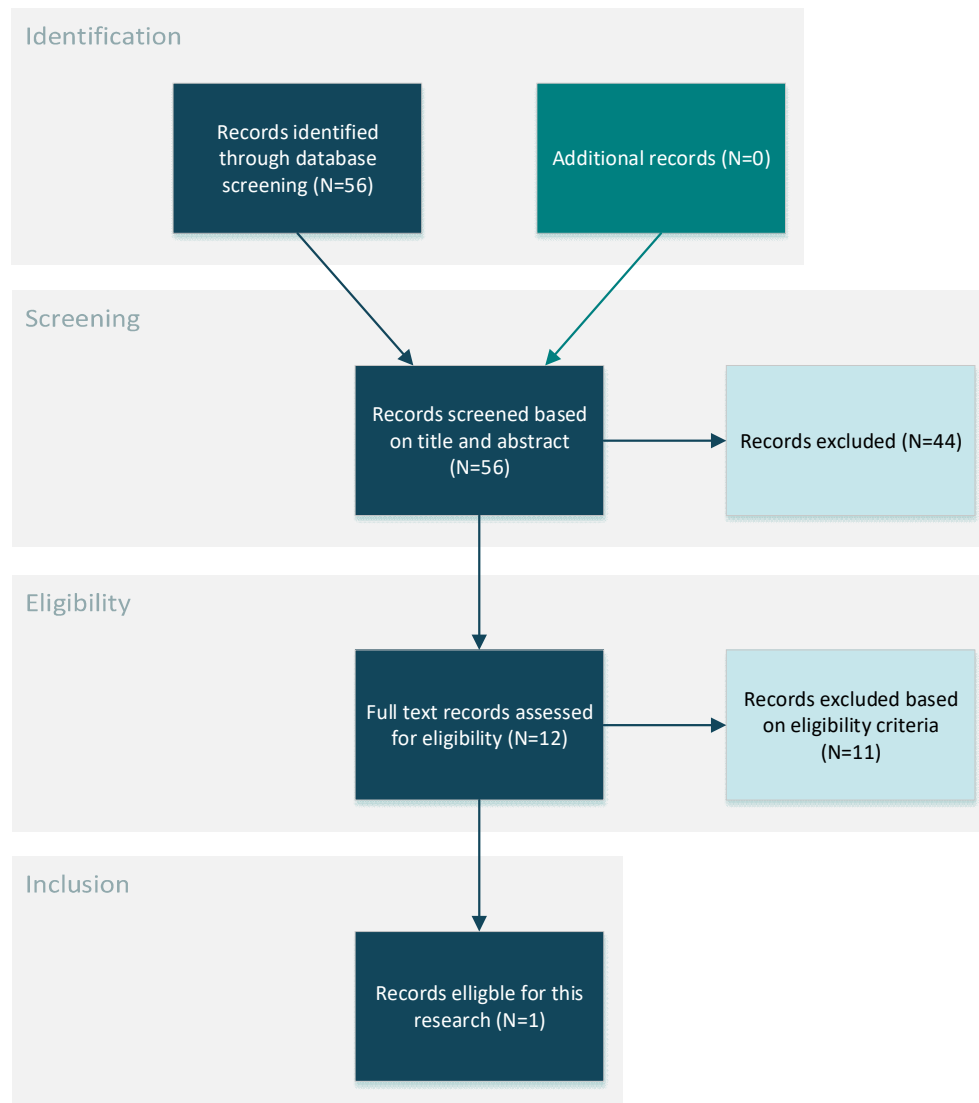 Identification
Records identified
through database
screening (N=56)
Additional records (N=0)
Screening
Records screened based
on title and abstract
(N=56)
Records excluded (N=44)
Eligibility
Full text records assessed
for eligibility (N=12)
Records excluded based
on eligibility criteria
(N=11)
Inclusion
Records elligble for this
research (N=1)